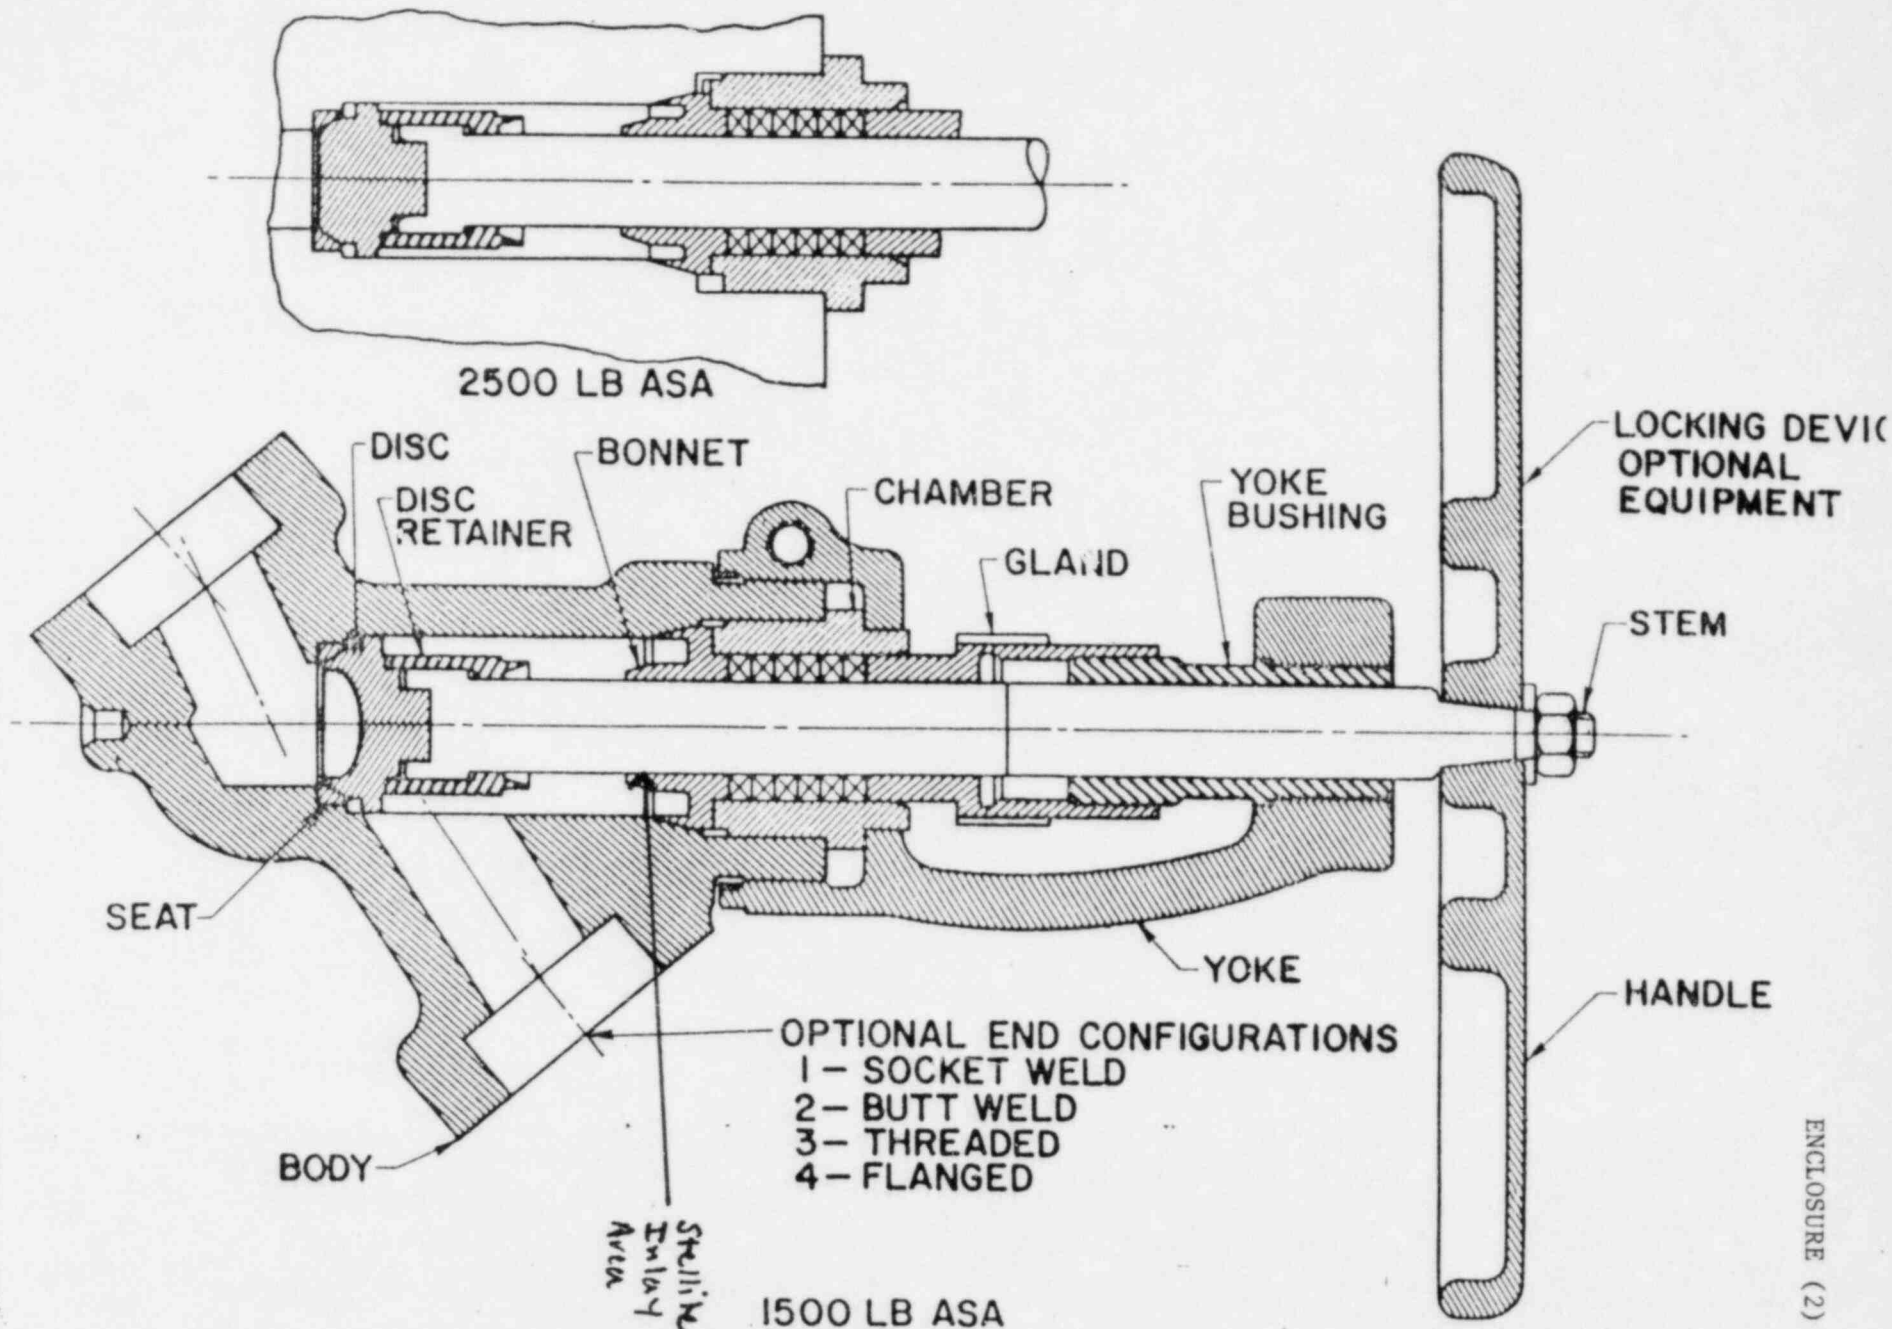 2500 LB ASA
DISC
BONNET
DISC
RETAINER
CHAMBER
GLAND
YOKE
BUSHING
LOCKING DEVIC
OPTIONAL
EQUIPMENT
STEM
SEAT
YOKE
HANDLE
OPTIONAL END CONFIGURATIONS
1 – SOCKET WELD
2 – BUTT WELD
3 – THREADED
4 – FLANGED
BODY
Stellite
Inlay
Area
1500 LB ASA
ENCLOSURE (2)